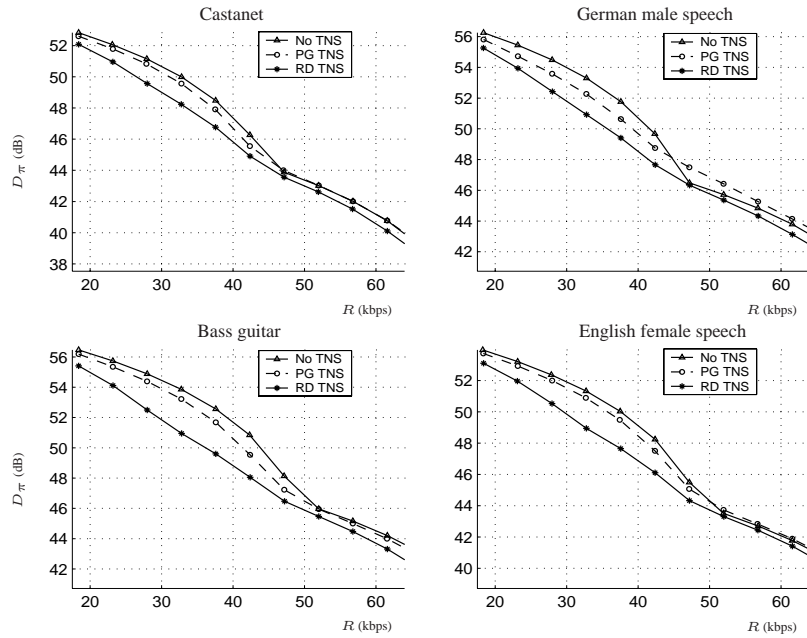 Castanet
52
50
48
46
44
42
40
38
Dπ (dB)
No TNS
PG TNS
RD TNS
20 30 40 50 60
R (kbps)
German male speech
56
54
52
50
48
46
44
42
No TNS
PG TNS
RD TNS
20 30 40 50 60
R (kbps)
Bass guitar
56
54
52
50
48
46
44
42
Dπ (dB)
No TNS
PG TNS
RD TNS
20 30 40 50 60
R (kbps)
English female speech
52
50
48
46
44
42
40
No TNS
PG TNS
RD TNS
20 30 40 50 60
R (kbps)